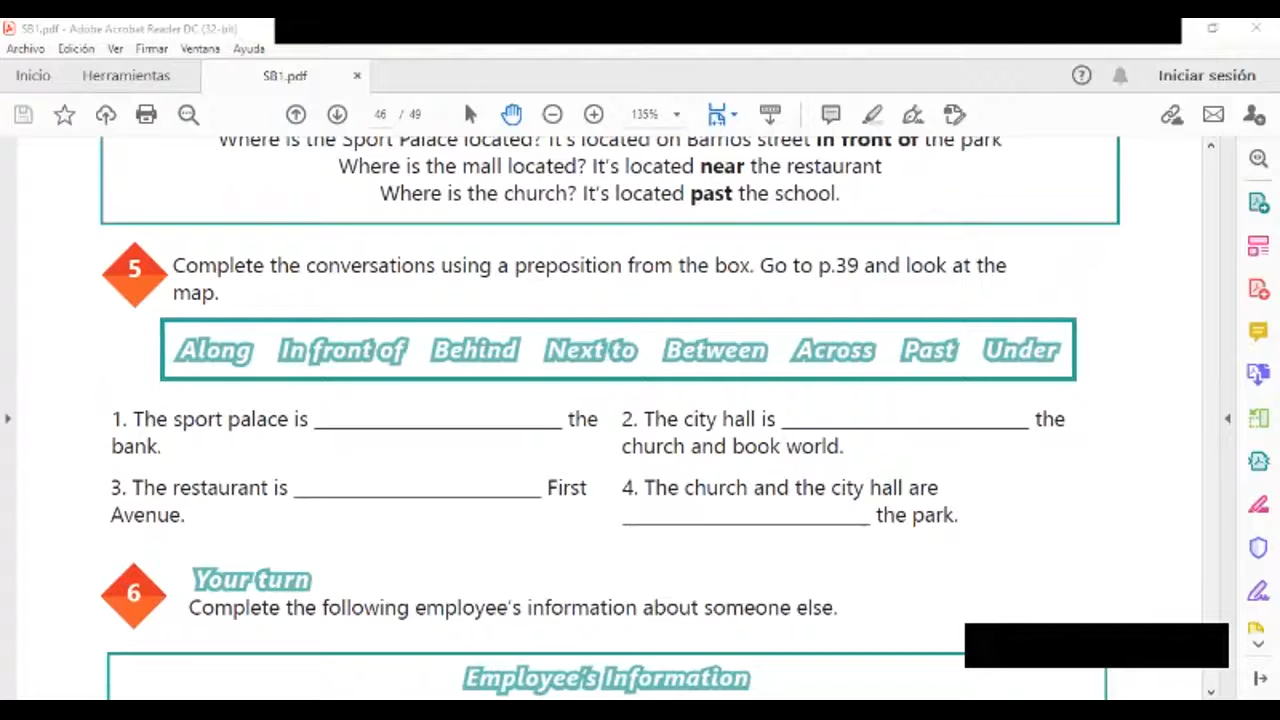 SB1.pdf - Adobe Acrobat Reader DC (32-bit)
Archivo Edición Ver Firmar Ventana Ayuda
Inicio Herramientas SB1.pdf × Iniciar sesión
46 / 49 135%
Where is the Sport Palace located? It's located on Barrios street in front of the park
Where is the mall located? It's located near the restaurant
Where is the church? It's located past the school.
5 Complete the conversations using a preposition from the box. Go to p.39 and look at the
map.
Along In front of Behind Next to Between Across Past Under
1. The sport palace is ______________________ the
bank.
2. The city hall is ______________________ the
church and book world.
3. The restaurant is ______________________ First
Avenue.
4. The church and the city hall are
______________________ the park.
6 Your turn
Complete the following employee's information about someone else.
Employee's Information